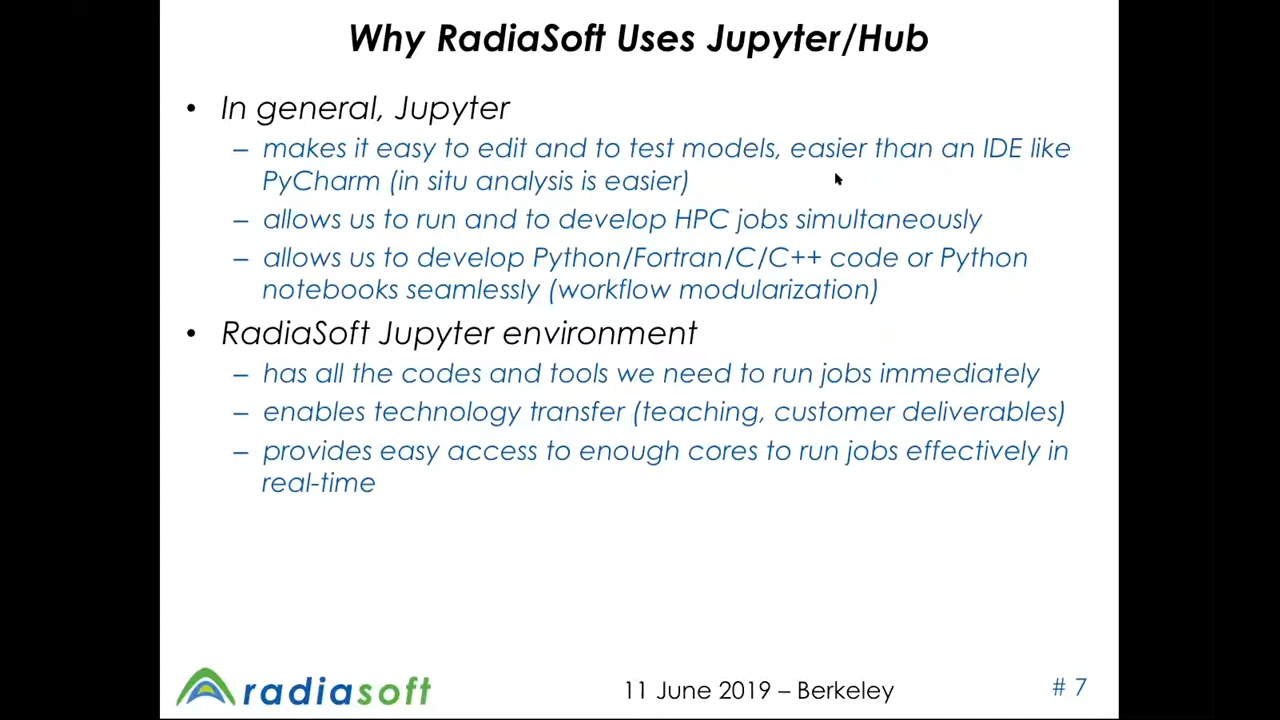 Why RadiaSoft Uses Jupyter/Hub
• In general, Jupyter
– makes it easy to edit and to test models, easier than an IDE like
PyCharm (in situ analysis is easier)
– allows us to run and to develop HPC jobs simultaneously
– allows us to develop Python/Fortran/C/C++ code or Python
notebooks seamlessly (workflow modularization)
• RadiaSoft Jupyter environment
– has all the codes and tools we need to run jobs immediately
– enables technology transfer (teaching, customer deliverables)
– provides easy access to enough cores to run jobs effectively in
real-time
radiasoft
11 June 2019 – Berkeley
# 7